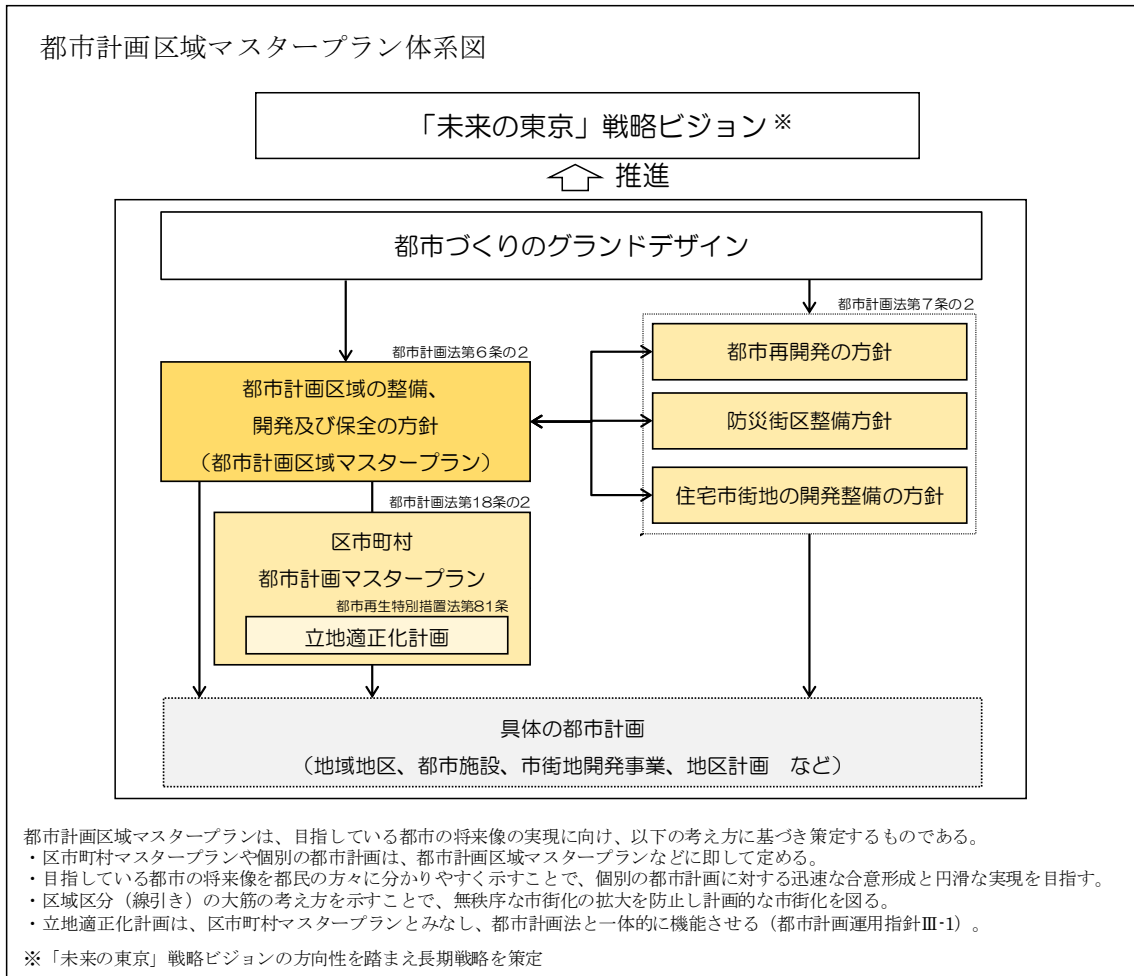 都市計画区域マスタープラン体系図
「未来の東京」戦略ビジョン※
推進
都市づくりのグランドデザイン
都市計画法第7条の2
都市再開発の方針
防災街区整備方針
住宅市街地の開発整備の方針
都市計画法第6条の2
都市計画区域の整備、
開発及び保全の方針
（都市計画区域マスタープラン）
都市計画法第18条の2
区市町村
都市計画マスタープラン
都市再生特別措置法第81条
立地適正化計画
具体の都市計画
（地域地区、都市施設、市街地開発事業、地区計画　など）
都市計画区域マスタープランは、目指している都市の将来像の実現に向け、以下の考え方に基づき策定するものである。
・区市町村マスタープランや個別の都市計画は、都市計画区域マスタープランなどに即して定める。
・目指している都市の将来像を都民の方々に分かりやすく示すことで、個別の都市計画に対する迅速な合意形成と円滑な実現を目指す。
・区域区分（線引き）の大筋の考え方を示すことで、無秩序な市街化の拡大を防止し計画的な市街化を図る。
・立地適正化計画は、区市町村マスタープランとみなし、都市計画法と一体的に機能させる（都市計画運用指針Ⅲ-1）。
※「未来の東京」戦略ビジョンの方向性を踏まえ長期戦略を策定